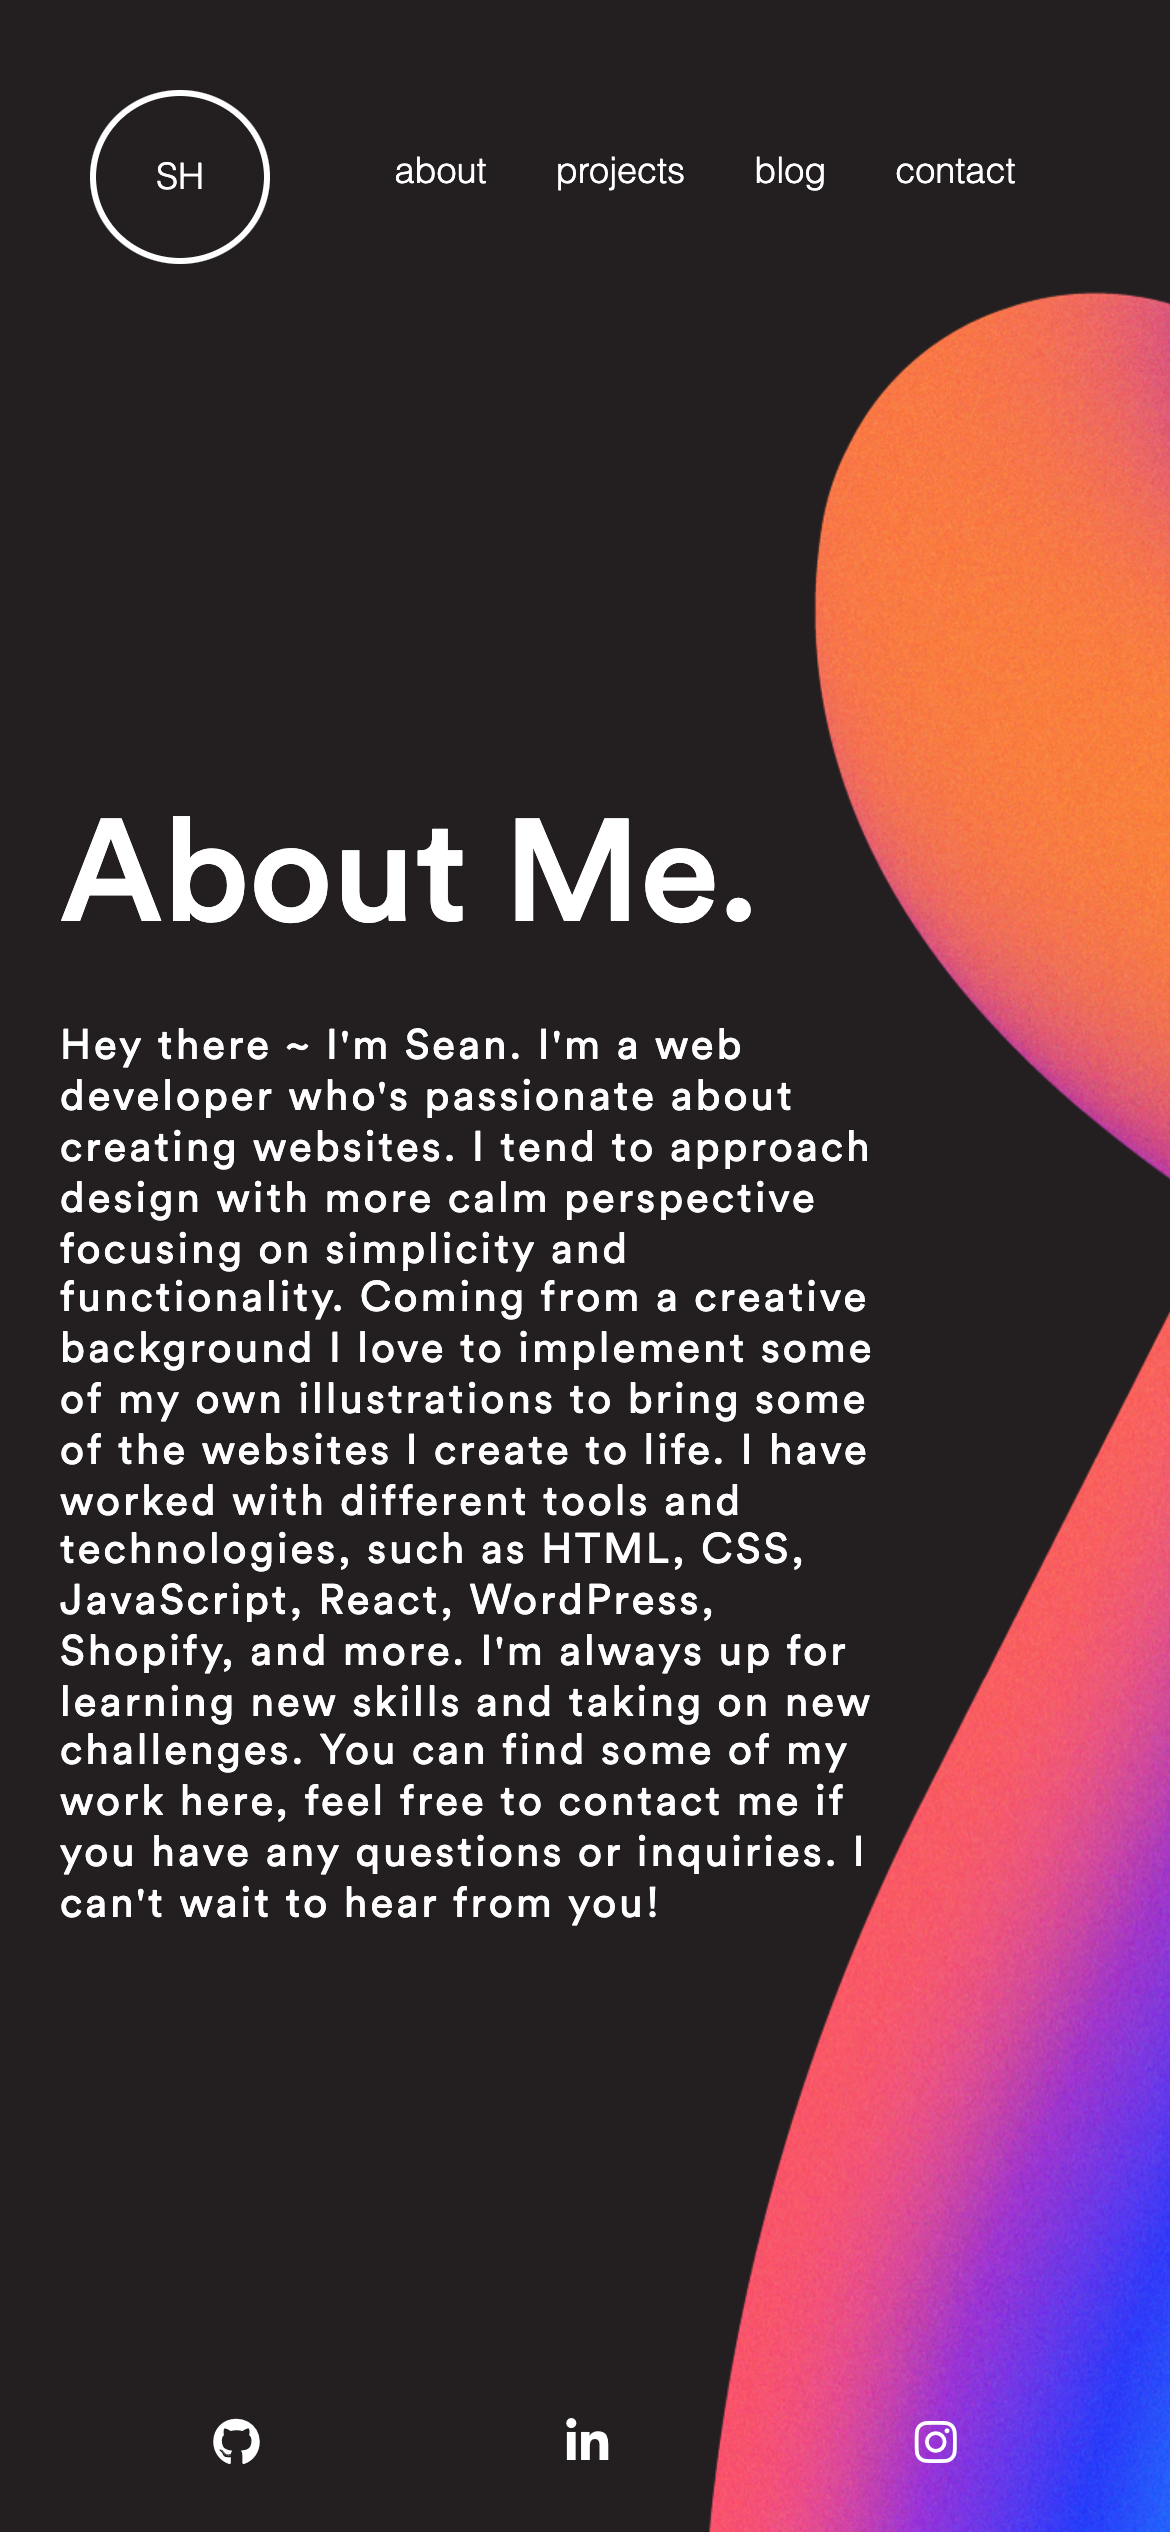 SH
about projects blog contact
About Me.
Hey there ~ I'm Sean. I'm a web
developer who's passionate about
creating websites. I tend to approach
design with more calm perspective
focusing on simplicity and
functionality. Coming from a creative
background I love to implement some
of my own illustrations to bring some
of the websites I create to life. I have
worked with different tools and
technologies, such as HTML, CSS,
JavaScript, React, WordPress,
Shopify, and more. I'm always up for
learning new skills and taking on new
challenges. You can find some of my
work here, feel free to contact me if
you have any questions or inquiries. I
can't wait to hear from you!
in